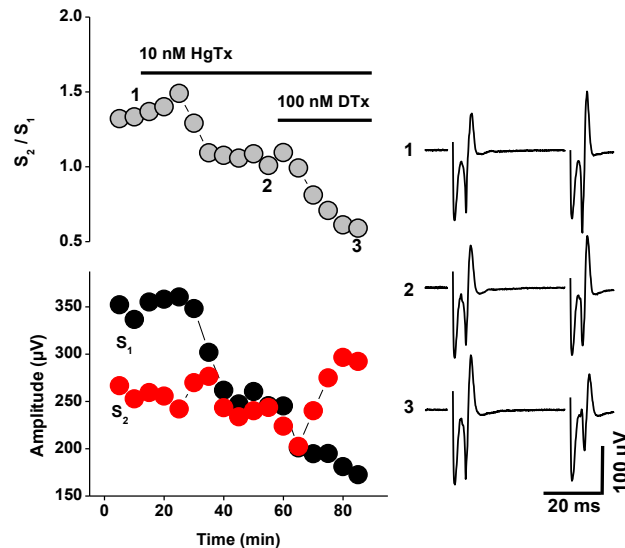 2.0
10 nM HgTx
1
1.5
100 nM DTx
S2 / S1
1.0
2
0.5
3
350
S1
300
Amplitude (µV)
250
S2
200
150
0 20 40 60 80
Time (min)
1
2
3
100 µV
20 ms